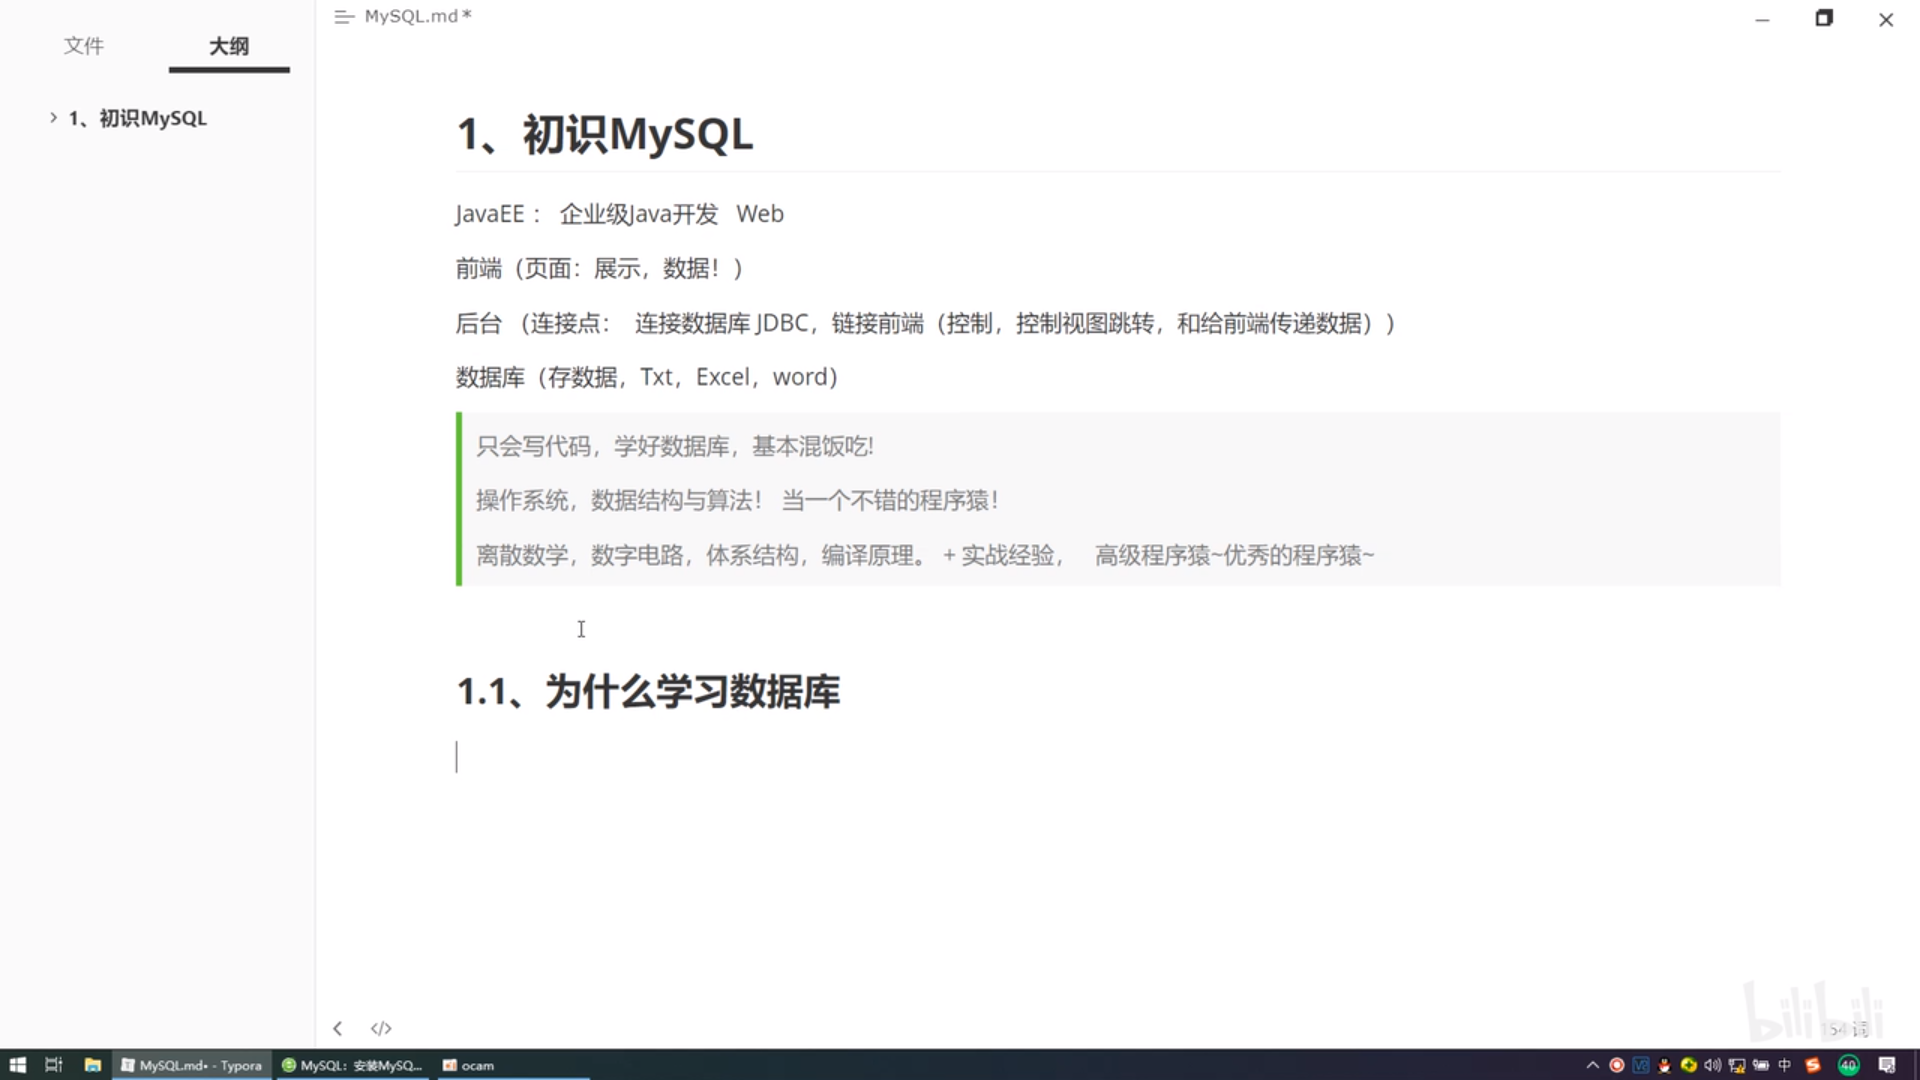 文件
大纲
MySQL.md*
1、初识MySQL
1、初识MySQL
JavaEE： 企业级Java开发 Web
前端（页面：展示，数据！）
后台 （连接点： 连接数据库 JDBC，链接前端（控制，控制视图跳转，和给前端传递数据））
数据库（存数据，Txt，Excel，word）
只会写代码，学好数据库，基本混饭吃!
操作系统，数据结构与算法！ 当一个不错的程序猿！
离散数学，数字电路，体系结构，编译原理。 + 实战经验， 高级程序猿~优秀的程序猿~
1.1、为什么学习数据库
</>
bilibili
154 词
MySQL.md• - Typora
MySQL：安装MySQ...
ocam
中
40